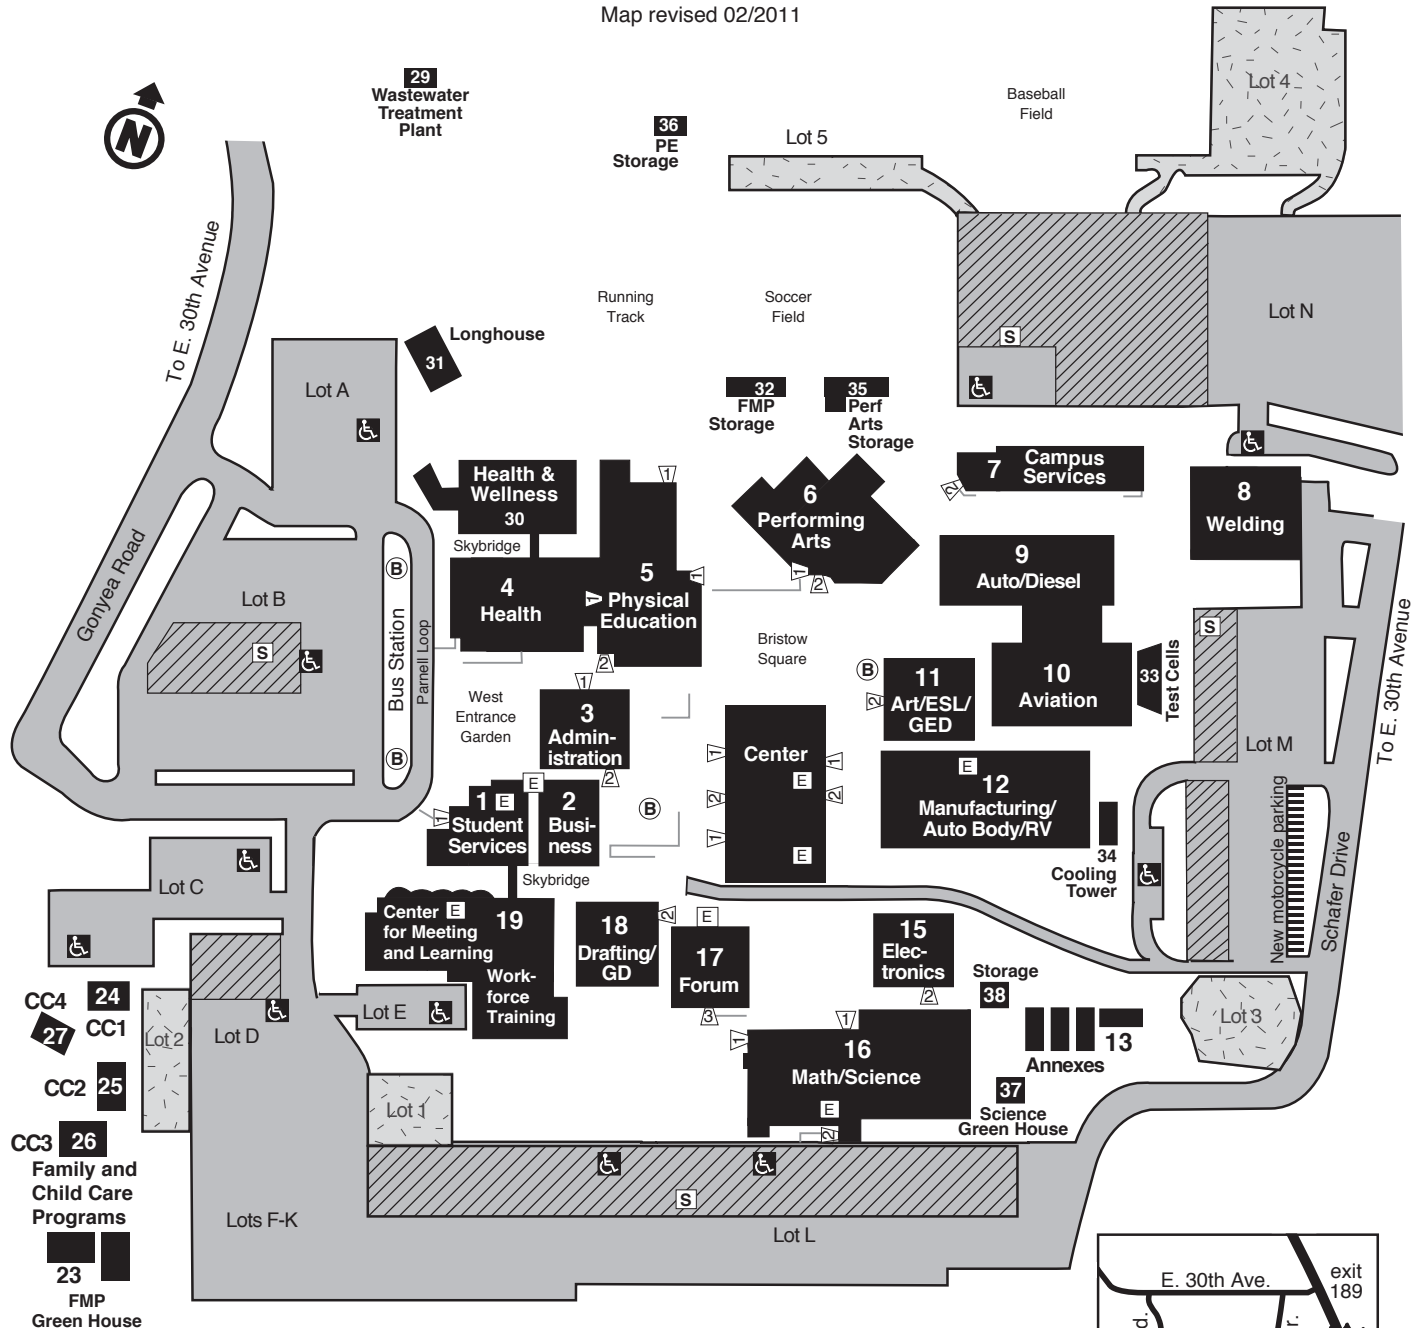 Map revised 02/2011
29
Wastewater
Treatment
Plant
N
36
PE
Storage
Lot 5
Baseball
Field
Lot 4
To E. 30th Avenue
Running
Track
Soccer
Field
Lot N
S
Longhouse
31
Lot A
32
FMP
Storage
35
Perf
Arts
Storage
Health &
Wellness
30
Skybridge
1
6
Performing
Arts
1
2
7
Campus
Services
2
8
Welding
9
Auto/Diesel
4
Health
5
Physical
Education
1
1
2
Gonyea Road
Lot B
S
B
Bus Station
B
Parnell Loop
Bristow
Square
B
11
Art/ESL/
GED
2
10
Aviation
33
Test Cells
S
Lot M
To E. 30th Avenue
West
Entrance
Garden
1
3
Admin-
istration
2
Center
E
E
1
2
1
1
2
E
12
Manufacturing/
Auto Body/RV
34
Cooling
Tower
New motorcycle parking
Schafer Drive
E
1
E
Student
Services
1
2
Busi-
ness
B
Skybridge
Lot C
Center
E
for Meeting
and Learning
19
Work-
force
Training
18
Drafting/
GD
2
E
17
Forum
3
15
Elec-
tronics
2
Storage
38
13
Annexes
Lot 3
CC4
24
27
CC1
Lot 2
Lot D
Lot E
1
1
16
Math/Science
E
2
37
Science
Green House
CC2
25
Lot 1
CC3
26
Family and
Child Care
Programs
S
Lots F-K
Lot L
23
FMP
Green House
E. 30th Ave.
exit
189
d.
r.